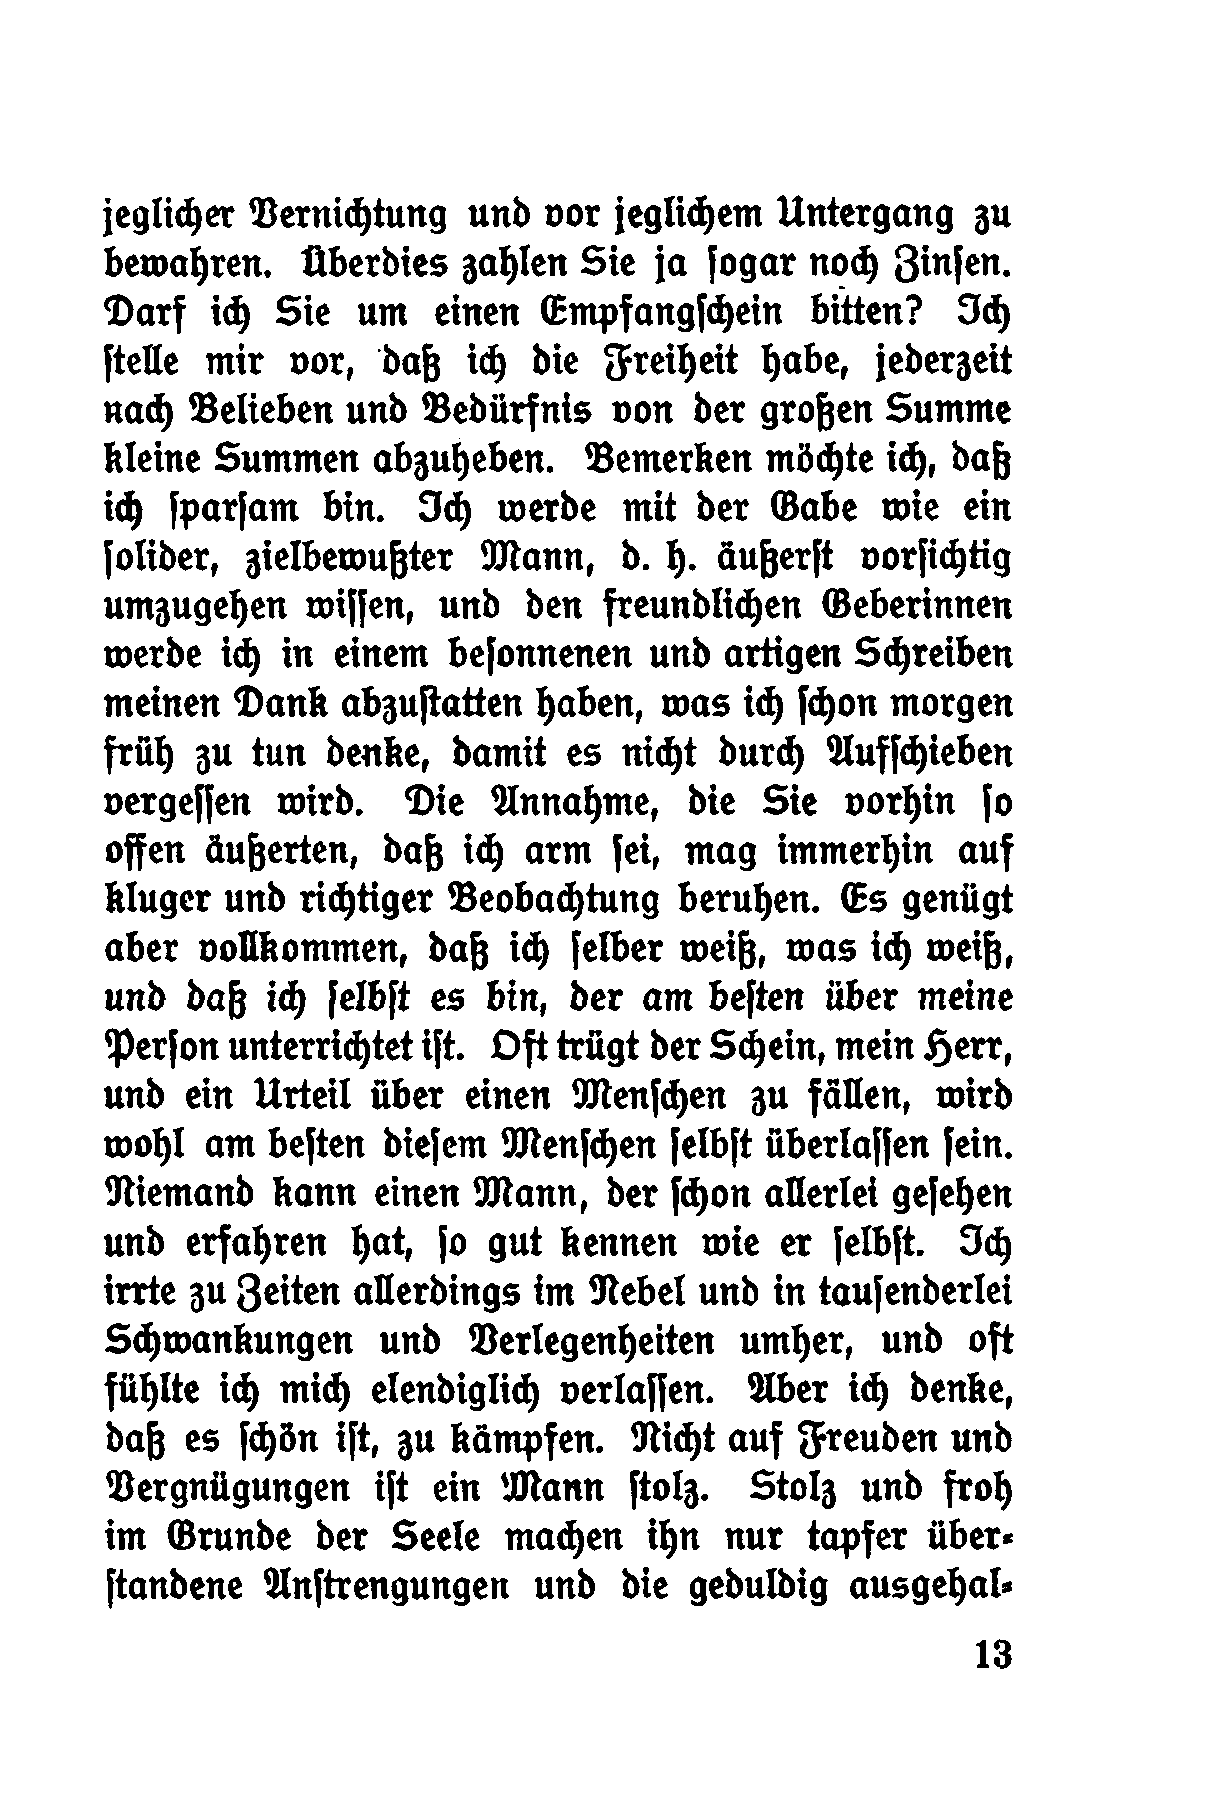 jeglicher Vernichtung und vor jeglichem Untergang zu
bewahren. Überdies zahlen Sie ja sogar noch Zinsen.
Darf ich Sie um einen Empfangschein bitten? Ich
stelle mir vor, daß ich die Freiheit habe, jederzeit
nach Belieben und Bedürfnis von der großen Summe
kleine Summen abzuheben. Bemerken möchte ich, daß
ich sparsam bin. Ich werde mit der Gabe wie ein
solider, zielbewußter Mann, d. h. äußerst vorsichtig
umzugehen wissen, und den freundlichen Geberinnen
werde ich in einem besonnenen und artigen Schreiben
meinen Dank abzustatten haben, was ich schon morgen
früh zu tun denke, damit es nicht durch Aufschieben
vergessen wird. Die Annahme, die Sie vorhin so
offen äußerten, daß ich arm sei, mag immerhin auf
kluger und richtiger Beobachtung beruhen. Es genügt
aber vollkommen, daß ich selber weiß, was ich weiß,
und daß ich selbst es bin, der am besten über meine
Person unterrichtet ist. Oft trügt der Schein, mein Herr,
und ein Urteil über einen Menschen zu fällen, wird
wohl am besten diesem Menschen selbst überlassen sein.
Niemand kann einen Mann, der schon allerlei gesehen
und erfahren hat, so gut kennen wie er selbst. Ich
irrte zu Zeiten allerdings im Nebel und in tausenderlei
Schwankungen und Verlegenheiten umher, und oft
fühlte ich mich elendiglich verlassen. Aber ich denke,
daß es schön ist, zu kämpfen. Nicht auf Freuden und
Vergnügungen ist ein Mann stolz. Stolz und froh
im Grunde der Seele machen ihn nur tapfer über-
standene Anstrengungen und die geduldig ausgehal-
13